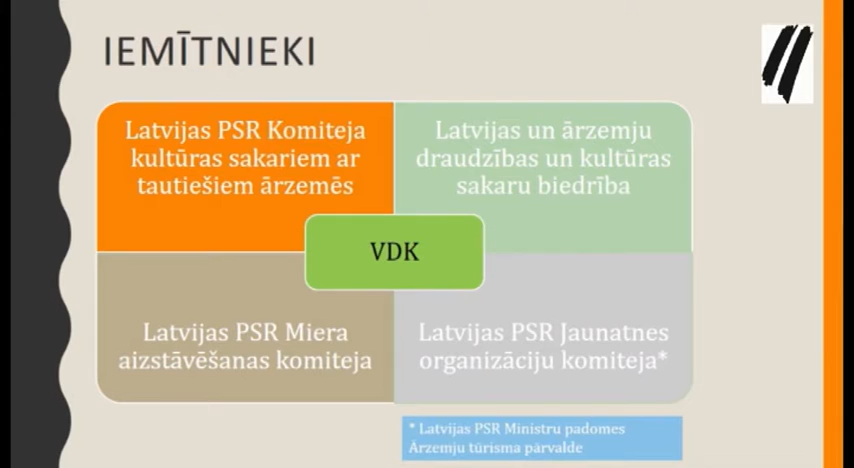 IEMĪTNIEKI
Latvijas PSR Komiteja
kultūras sakariem ar
tautiešiem ārzemēs
Latvijas un ārzemju
draudzības un kultūras
sakaru biedrība
VDK
Latvijas PSR Miera
aizstāvēšanas komiteja
Latvijas PSR Jaunatnes
organizāciju komiteja*
* Latvijas PSR Ministru padomes
Ārzemju tūrisma pārvalde